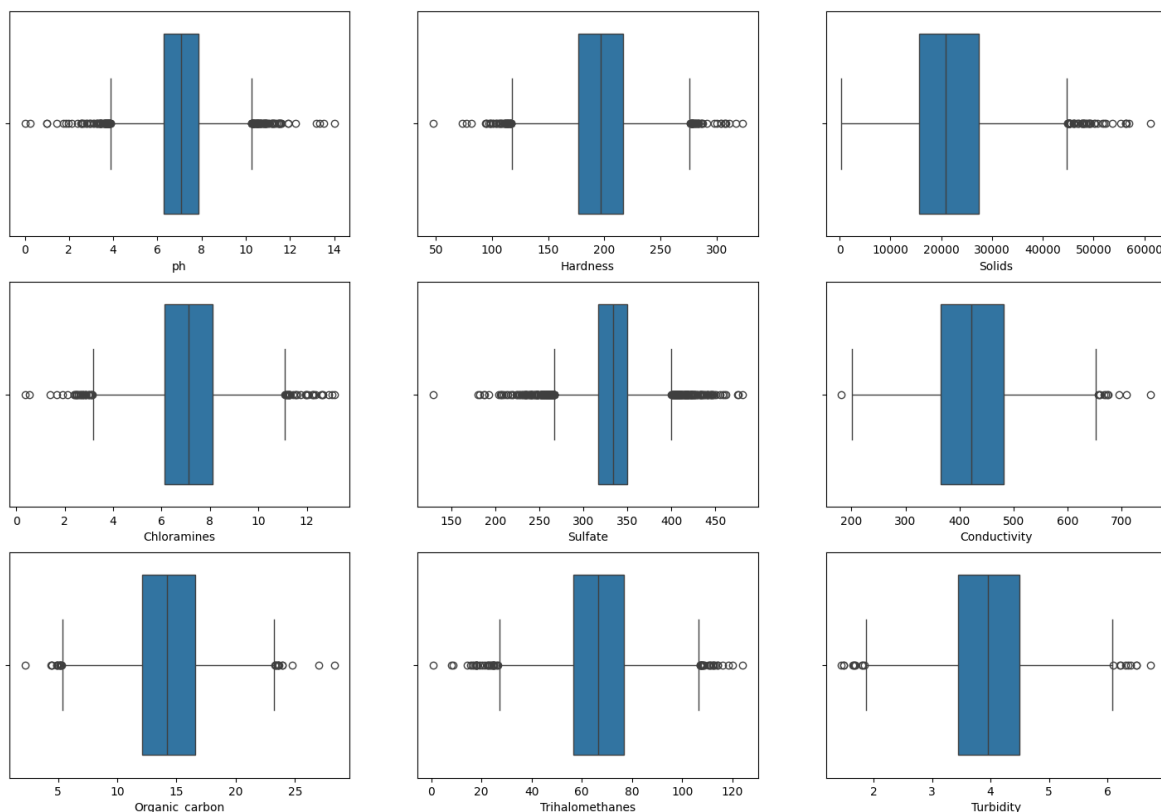 0 2 4 6 8 10 12 14
ph
50 100 150 200 250 300
Hardness
0 10000 20000 30000 40000 50000 60000
Solids
0 2 4 6 8 10 12
Chloramines
150 200 250 300 350 400 450
Sulfate
200 300 400 500 600 700
Conductivity
5 10 15 20 25
Organic_carbon
0 20 40 60 80 100 120
Trihalomethanes
2 3 4 5 6
Turbidity